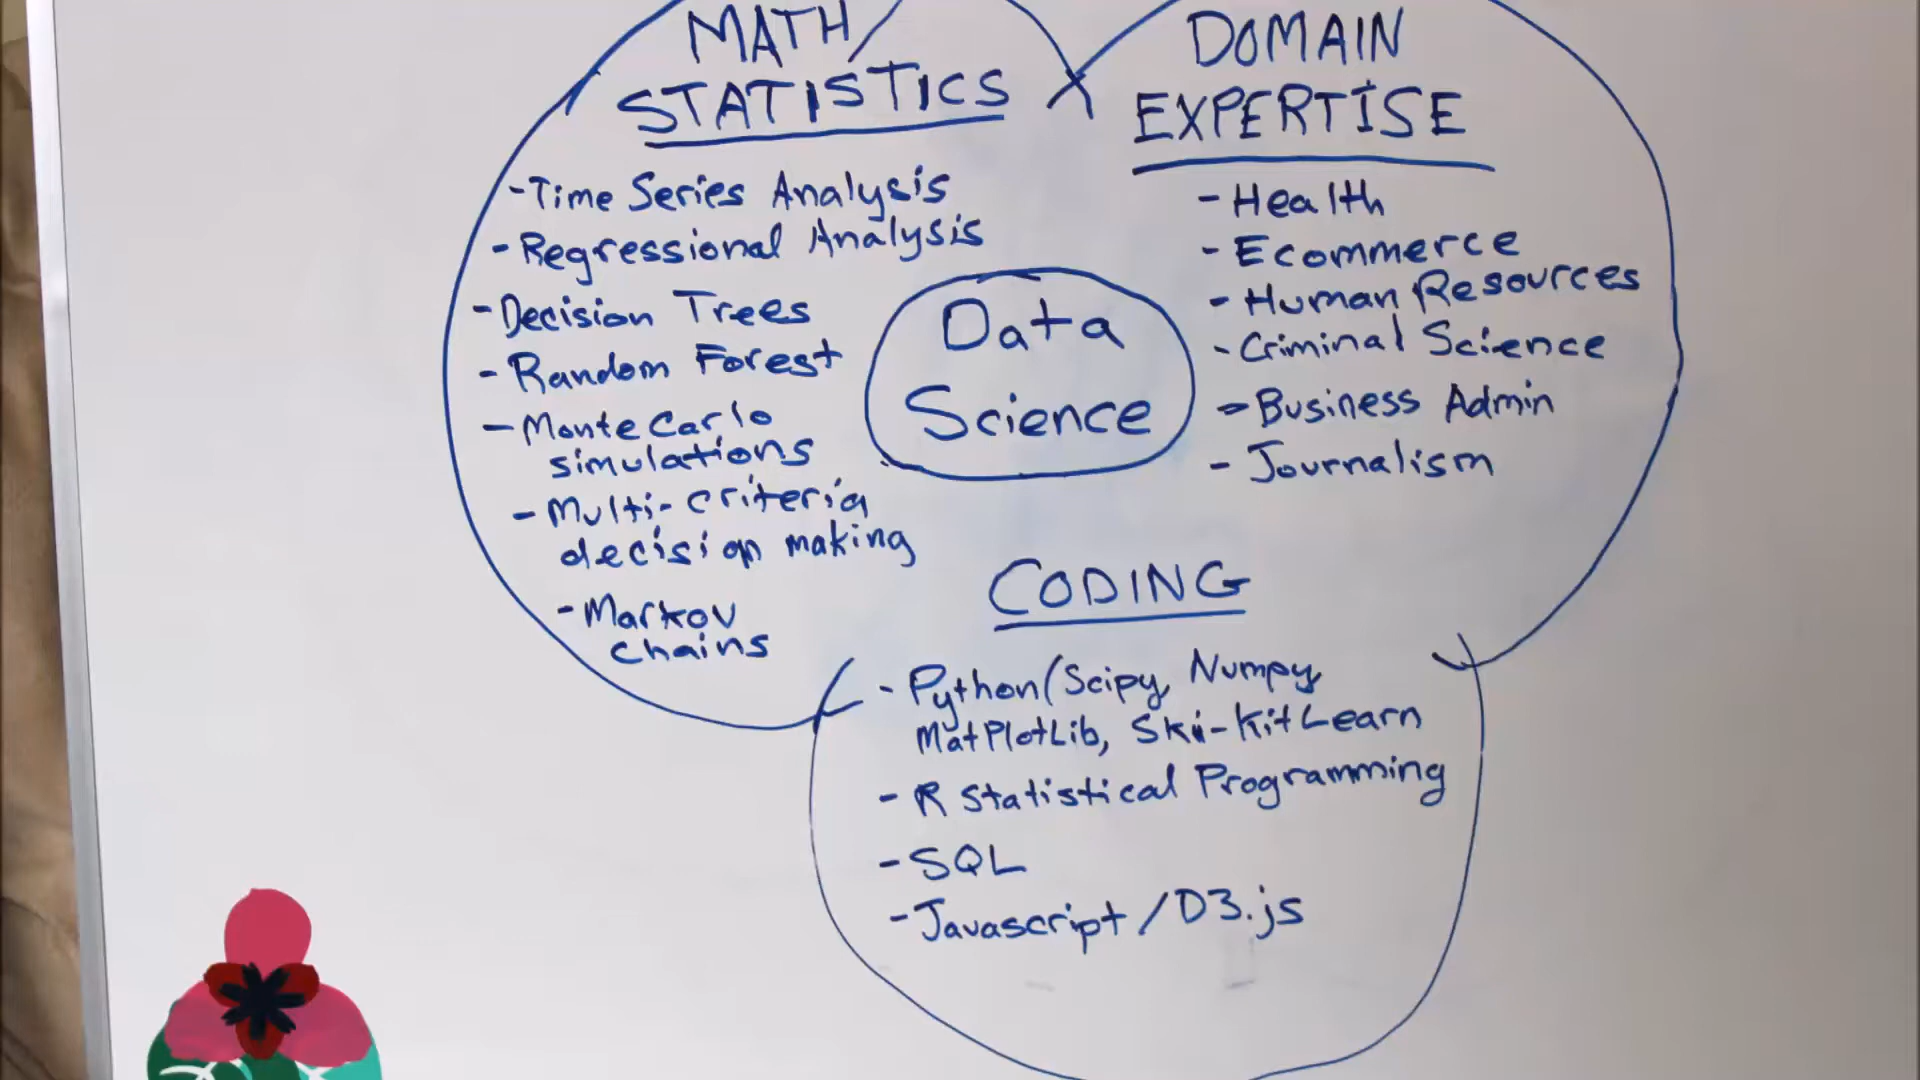 MATH/
STATISTICS
- Time Series Analysis
- Regressional Analysis
- Decision Trees
- Random Forest
- Monte Carlo
simulations
- Multi-criteria
decision making
- Markov
chains
DOMAIN
EXPERTISE
- Health
- Ecommerce
- Human Resources
- Criminal Science
- Business Admin
- Journalism
Data
Science
CODING
- Python (Scipy, Numpy,
MatPlotLib, Ski-KitLearn
- R Statistical Programming
- SQL
- Javascript/D3.js